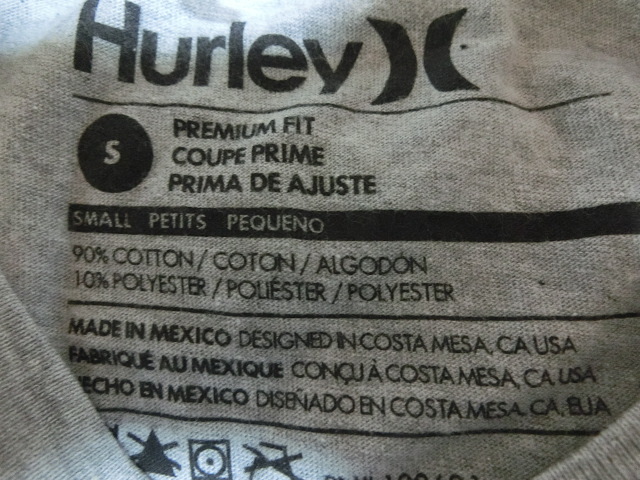 Hurley
S
PREMIUM FIT
COUPE PRIME
PRIMA DE AJUSTE
SMALL PETITS PEQUENO
90% COTTON / COTON / ALGODÓN
10% POLYESTER / POLIÉSTER / POLYESTER
MADE IN MEXICO DESIGNED IN COSTA MESA, CA USA
FABRIQUÉ AU MEXIQUE CONÇU À COSTA MESA, CA USA
HECHO EN MEXICO DISEÑADO EN COSTA MESA. CA, EUA